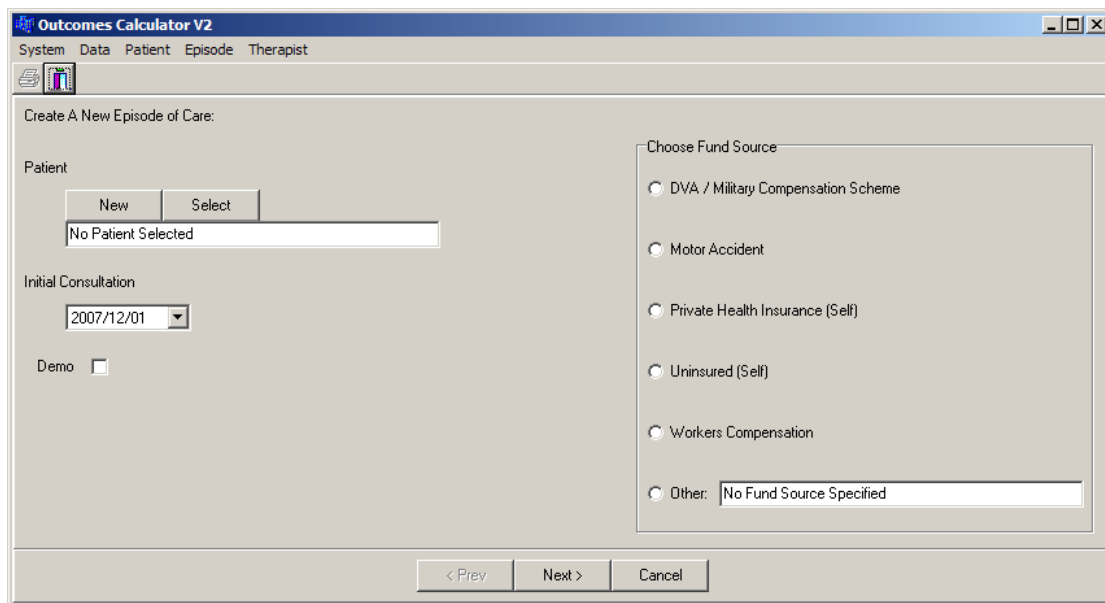 Outcomes Calculator V2
System Data Patient Episode Therapist
Create A New Episode of Care:
Patient
New Select
No Patient Selected
Initial Consultation
2007/12/01
Demo
Choose Fund Source
DVA / Military Compensation Scheme
Motor Accident
Private Health Insurance (Self)
Uninsured (Self)
Workers Compensation
Other: No Fund Source Specified
< Prev Next > Cancel